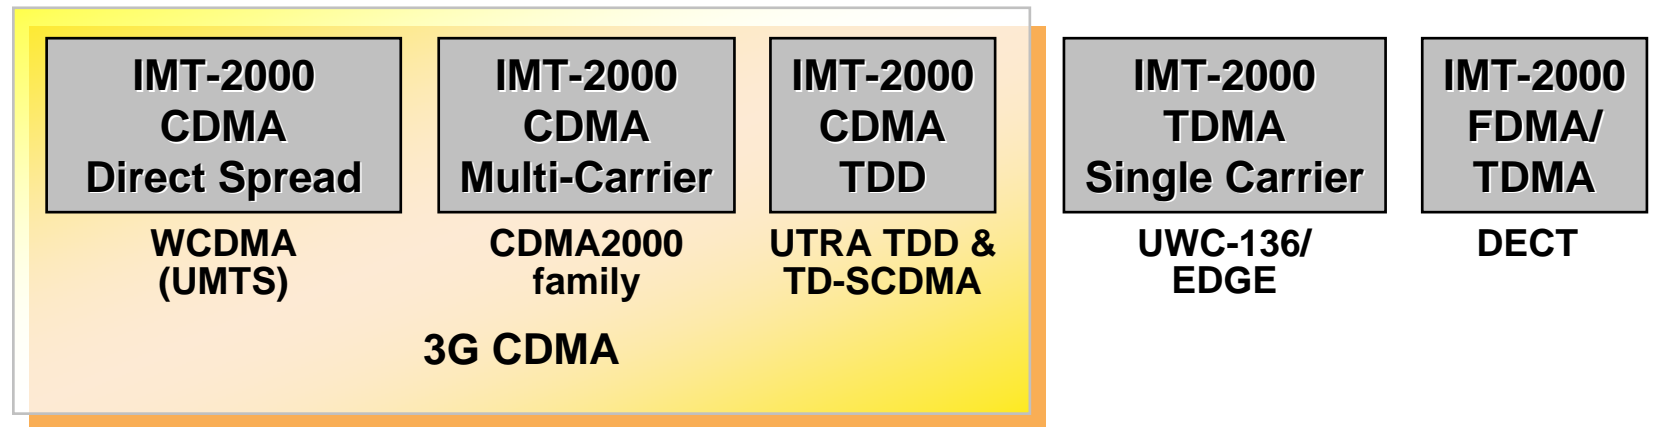 IMT-2000
CDMA
Direct Spread
WCDMA
(UMTS)
IMT-2000
CDMA
Multi-Carrier
CDMA2000
family
IMT-2000
CDMA
TDD
UTRA TDD &
TD-SCDMA
3G CDMA
IMT-2000
TDMA
Single Carrier
UWC-136/
EDGE
IMT-2000
FDMA/
TDMA
DECT